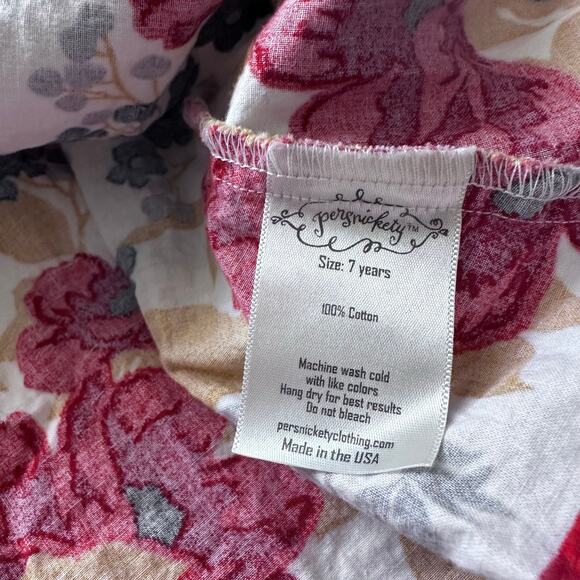 persnickety™
Size: 7 years
100% Cotton
Machine wash cold
with like colors
Hang dry for best results
Do not bleach
persnicketyclothing.com
Made in the USA